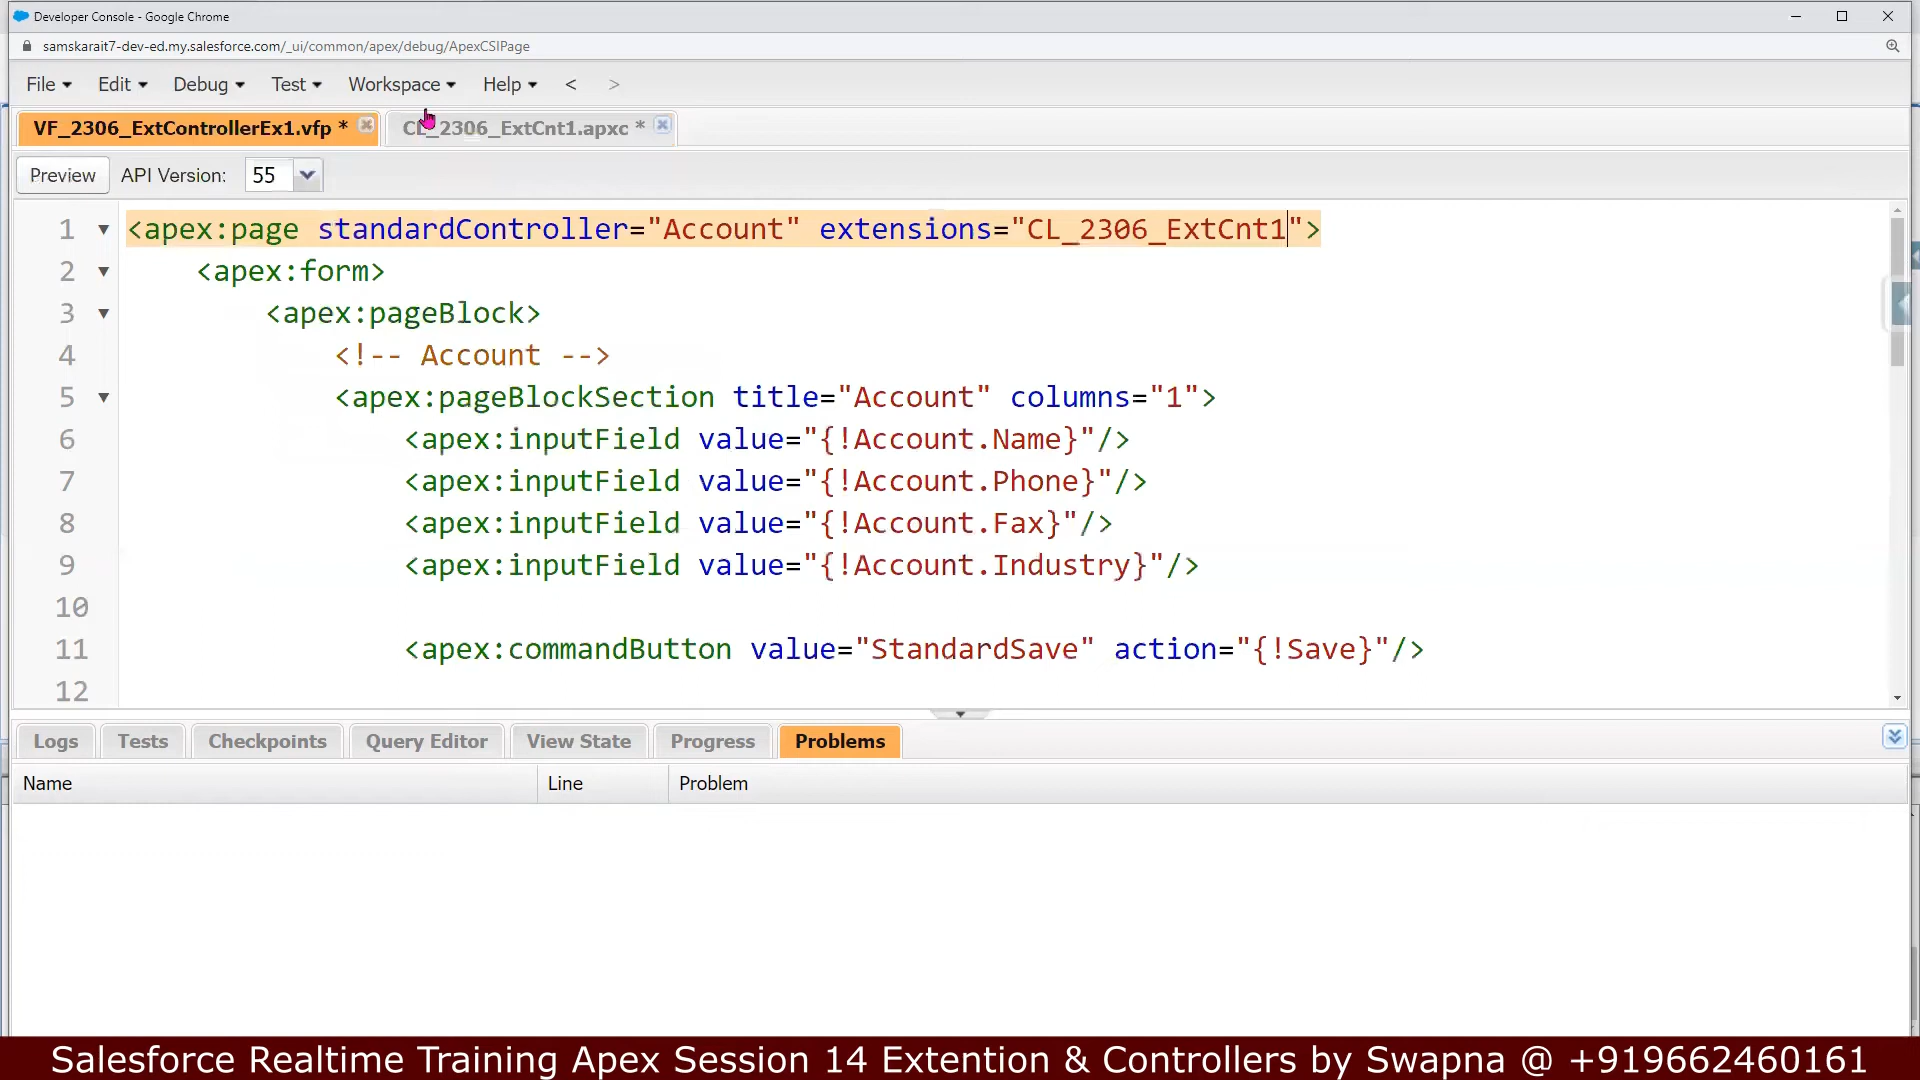 Developer Console - Google Chrome
samskarait7-dev-ed.my.salesforce.com/_ui/common/apex/debug/ApexCSIPage
File Edit Debug Test Workspace Help < >
VF_2306_ExtControllerEx1.vfp * CL_2306_ExtCnt1.apxc *
Preview API Version: 55
1 <apex:page standardController="Account" extensions="CL_2306_ExtCnt1">
2 <apex:form>
3 <apex:pageBlock>
4 <!-- Account -->
5 <apex:pageBlockSection title="Account" columns="1">
6 <apex:inputField value="{!Account.Name}"/>
7 <apex:inputField value="{!Account.Phone}"/>
8 <apex:inputField value="{!Account.Fax}"/>
9 <apex:inputField value="{!Account.Industry}"/>
10
11 <apex:commandButton value="StandardSave" action="{!Save}"/>
12
Logs Tests Checkpoints Query Editor View State Progress Problems
Name Line Problem
Salesforce Realtime Training Apex Session 14 Extention & Controllers by Swapna @ +919662460161